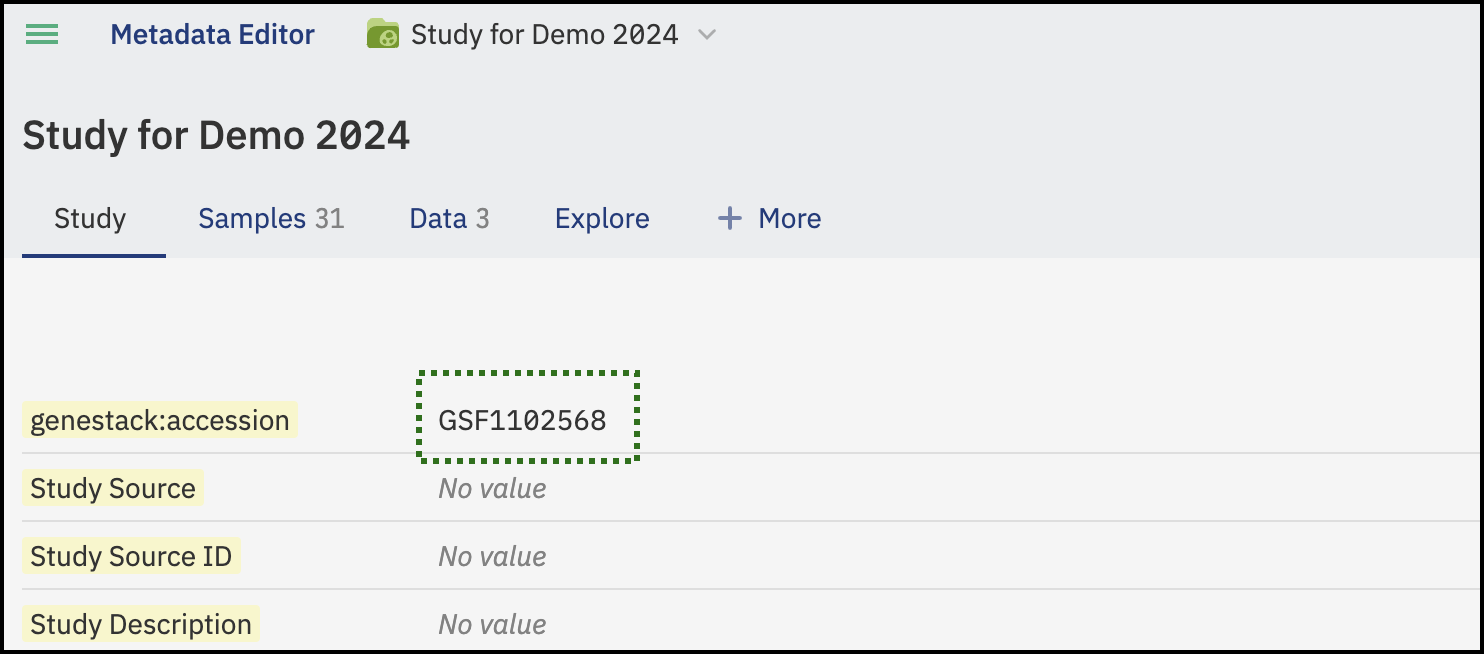 Metadata Editor Study for Demo 2024
Study for Demo 2024
Study Samples 31 Data 3 Explore + More
genestack:accession GSF1102568
Study Source No value
Study Source ID No value
Study Description No value